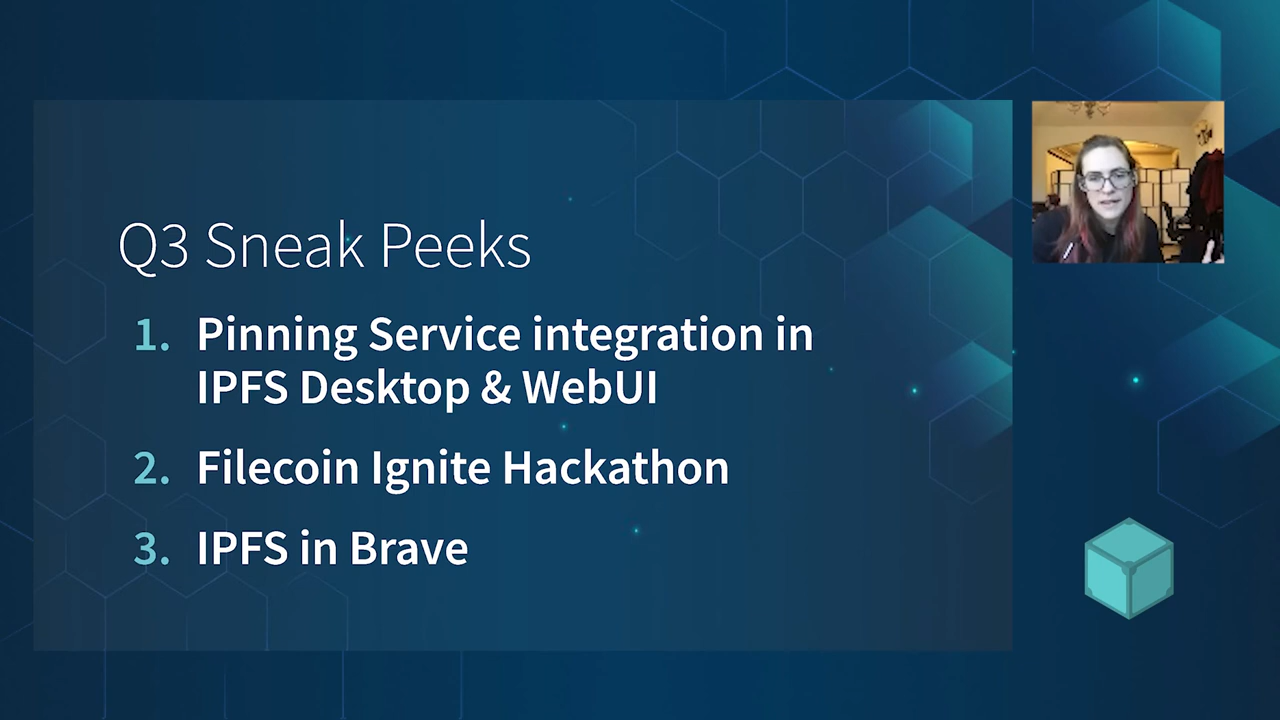 Q3 Sneak Peeks
1. Pinning Service integration in
IPFS Desktop & WebUI
2. Filecoin Ignite Hackathon
3. IPFS in Brave